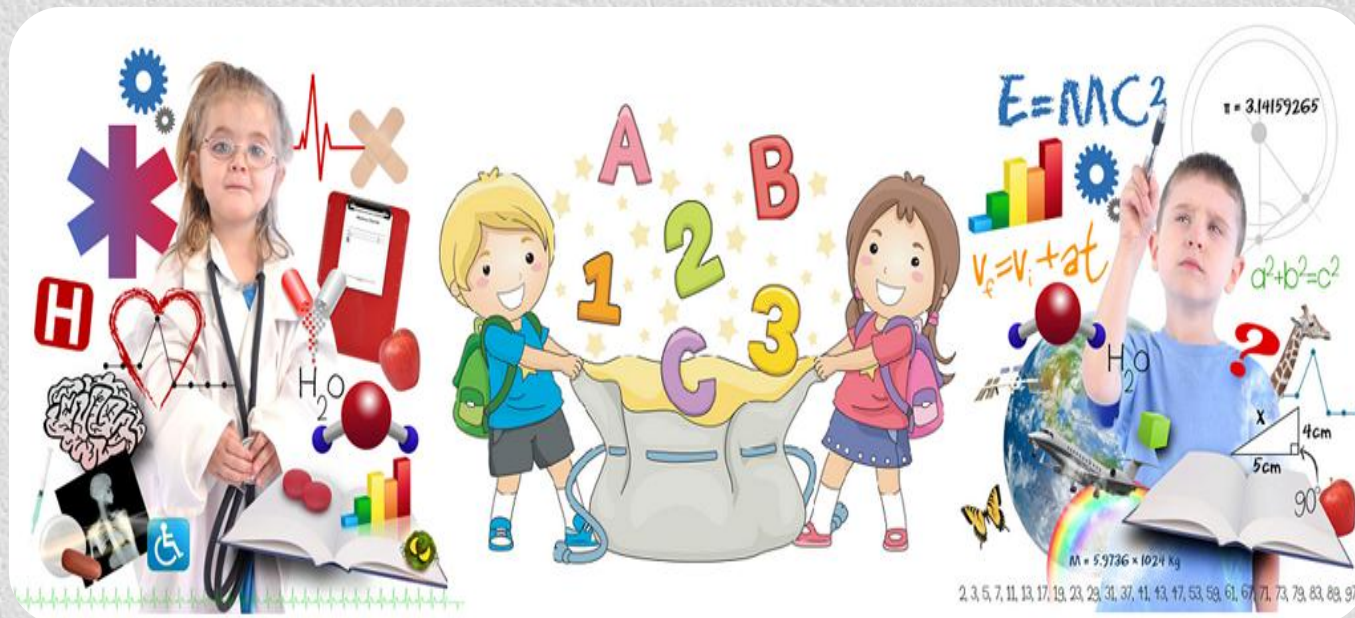 H
H₂O
A
B
1
2
3
C
E=MC²
π = 3.14159265
V_f=V_i+at
a²+b²=c²
H₂O
?
x
4cm
5cm
90°
M = 5.9736 x 1024 kg
2, 3, 5, 7, 11, 13, 17, 19, 23, 29, 31, 37, 41, 43, 47, 53, 59, 61, 67, 71, 73, 79, 83, 89, 97